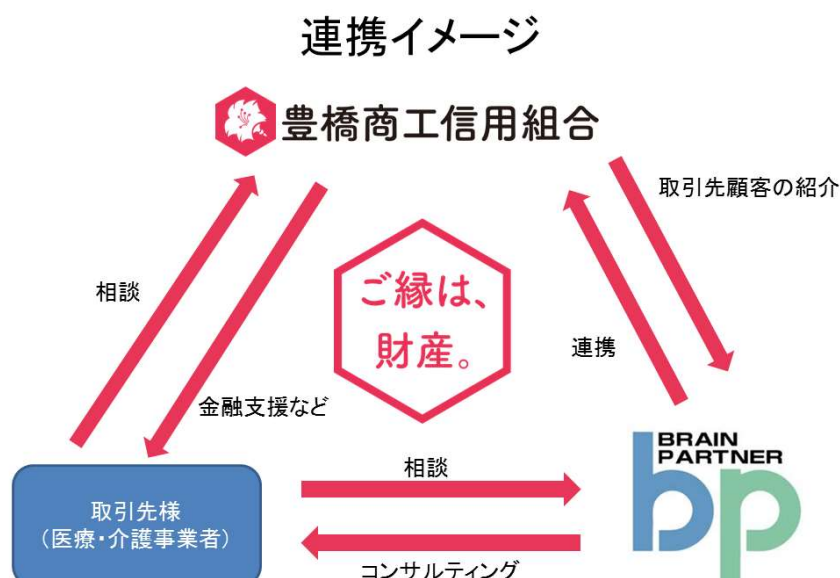 連携イメージ
豊橋商工信用組合
取引先顧客の紹介
相談
ご縁は、
財産。
連携
金融支援など
BRAIN
PARTNER
bp
相談
取引先様
（医療・介護事業者）
コンサルティング